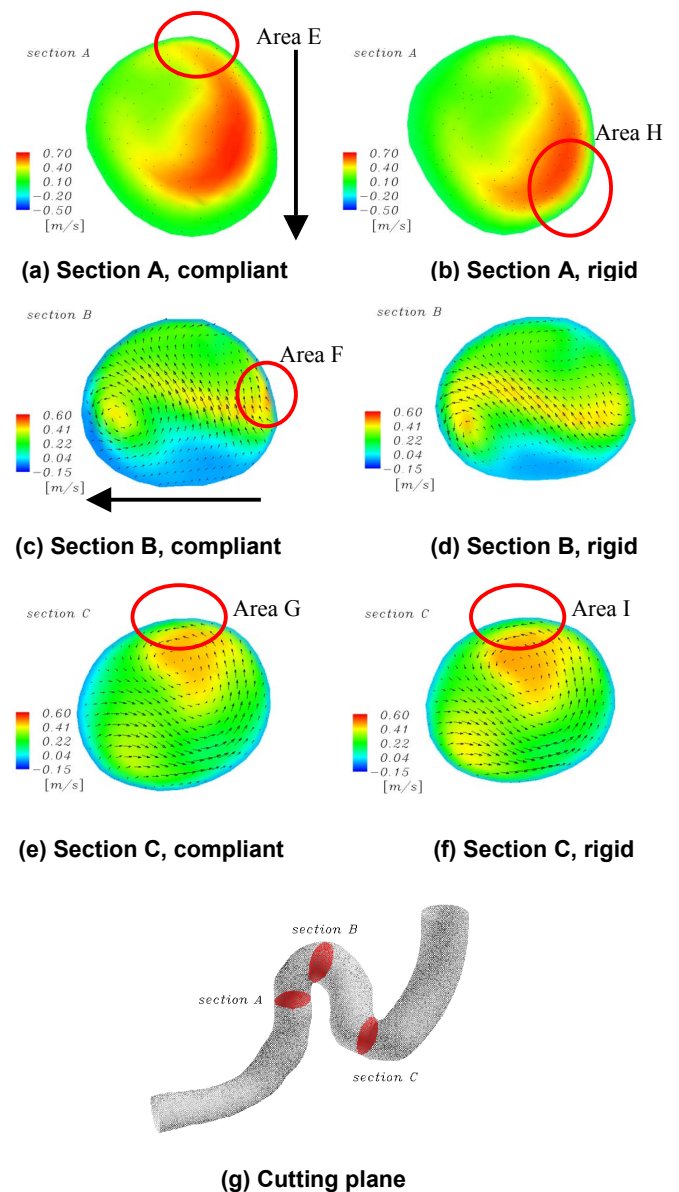 section A
Area E
0.70
0.40
0.10
-0.20
-0.50
[m/s]
(a) Section A, compliant
section A
Area H
0.70
0.40
0.10
-0.20
-0.50
[m/s]
(b) Section A, rigid
section B
Area F
0.60
0.41
0.22
0.04
-0.15
[m/s]
(c) Section B, compliant
section B
0.60
0.41
0.22
0.04
-0.15
[m/s]
(d) Section B, rigid
section C
Area G
0.60
0.41
0.22
0.04
-0.15
[m/s]
(e) Section C, compliant
section C
Area I
0.60
0.41
0.22
0.04
-0.15
[m/s]
(f) Section C, rigid
section B
section A
section C
(g) Cutting plane